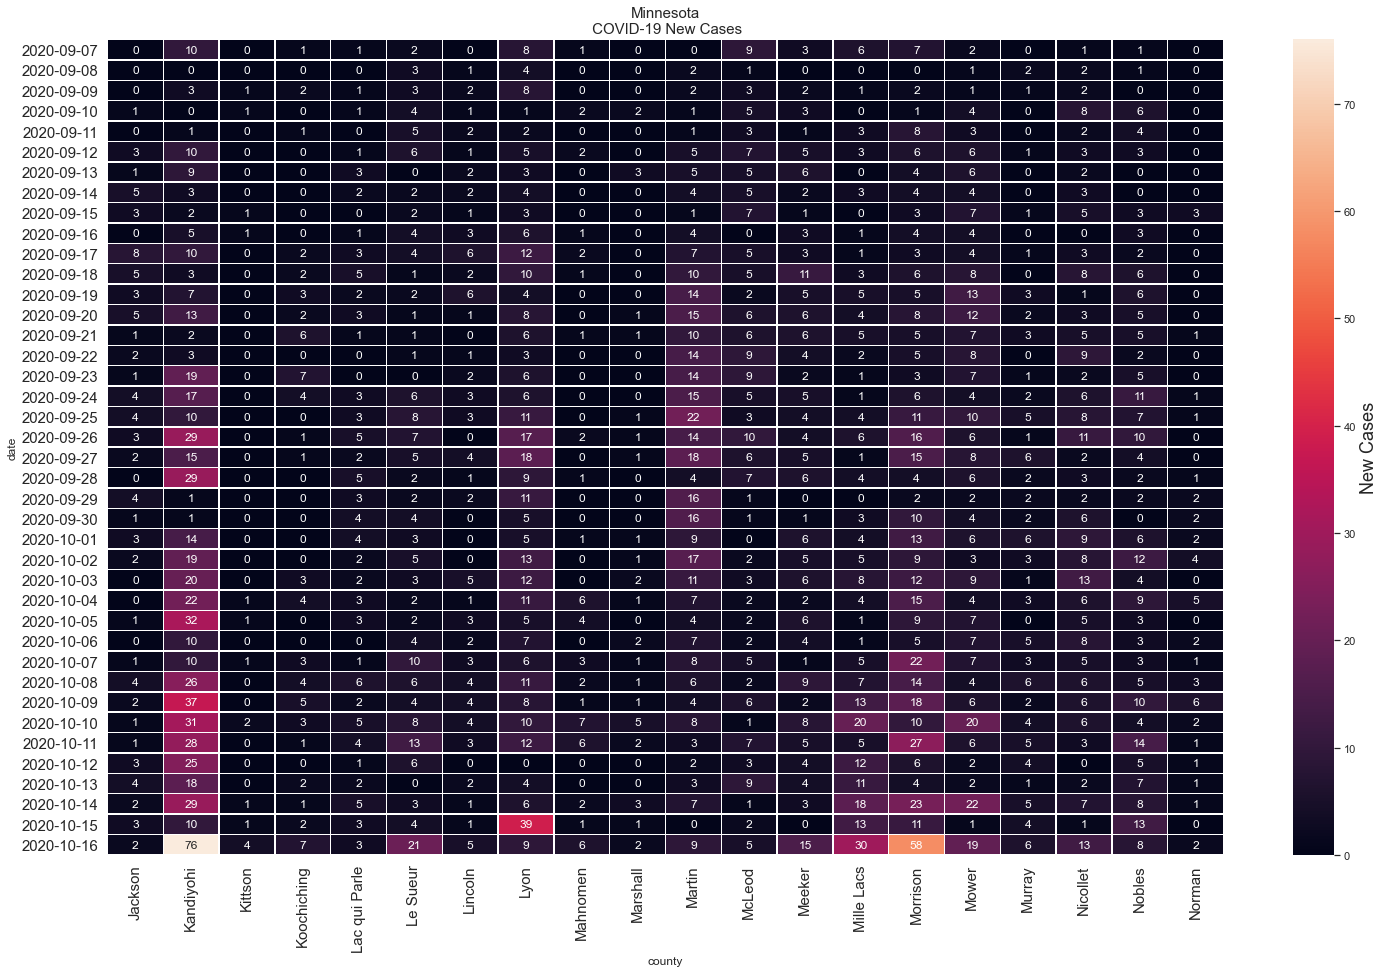 Minnesota
COVID-19 New Cases
2020-09-07 0 10 0 1 1 2 0 8 1 0 0 9 3 6 7 2 0 1 1 0
2020-09-08 0 0 0 0 0 3 1 4 0 0 2 1 0 0 0 1 2 2 1 0
2020-09-09 0 3 1 2 1 3 2 8 0 0 2 3 2 1 2 1 1 2 0 0
2020-09-10 1 0 1 0 1 4 1 1 2 2 1 5 3 0 1 4 0 8 6 0
2020-09-11 0 1 0 1 0 5 2 2 0 0 1 3 1 3 8 3 0 2 4 0
2020-09-12 3 10 0 0 1 6 1 5 2 0 5 7 5 3 6 6 1 3 3 0
2020-09-13 1 9 0 0 3 0 2 3 0 3 5 5 6 0 4 6 0 2 0 0
2020-09-14 5 3 0 0 2 2 2 4 0 0 4 5 2 3 4 4 0 3 0 0
2020-09-15 3 2 1 0 0 2 1 3 0 0 1 7 1 0 3 7 1 5 3 3
2020-09-16 0 5 1 0 1 4 3 6 1 0 4 0 3 1 4 4 0 0 3 0
2020-09-17 8 10 0 2 3 4 6 12 2 0 7 5 3 1 3 4 1 3 2 0
2020-09-18 5 3 0 2 5 1 2 10 1 0 10 5 11 3 6 8 0 8 6 0
2020-09-19 3 7 0 3 2 2 6 4 0 0 14 2 5 5 5 13 3 1 6 0
2020-09-20 5 13 0 2 3 1 1 8 0 1 15 6 6 4 8 12 2 3 5 0
2020-09-21 1 2 0 6 1 1 0 6 1 1 10 6 6 5 5 7 3 5 5 1
2020-09-22 2 3 0 0 0 1 1 3 0 0 14 9 4 2 5 8 0 9 2 0
2020-09-23 1 19 0 7 0 0 2 6 0 0 14 9 2 1 3 7 1 2 5 0
2020-09-24 4 17 0 4 3 6 3 6 0 0 15 5 5 1 6 4 2 6 11 1
2020-09-25 4 10 0 0 3 8 3 11 0 1 22 3 4 4 11 10 5 8 7 1
2020-09-26 3 29 0 1 5 7 0 17 2 1 14 10 4 6 16 6 1 11 10 0
2020-09-27 2 15 0 1 2 5 4 18 0 1 18 6 5 1 15 8 6 2 4 0
2020-09-28 0 29 0 0 5 2 1 9 1 0 4 7 6 4 4 6 2 3 2 1
2020-09-29 4 1 0 0 3 2 2 11 0 0 16 1 0 0 2 2 2 2 2 2
2020-09-30 1 1 0 0 4 4 0 5 0 0 16 1 1 3 10 4 2 6 0 2
2020-10-01 3 14 0 0 4 3 0 5 1 1 9 0 6 4 13 6 6 9 6 2
2020-10-02 2 19 0 0 2 5 0 13 0 1 17 2 5 5 9 3 3 8 12 4
2020-10-03 0 20 0 3 2 3 5 12 0 2 11 3 6 8 12 9 1 13 4 0
2020-10-04 0 22 1 4 3 2 1 11 6 1 7 2 2 4 15 4 3 6 9 5
2020-10-05 1 32 1 0 3 2 3 5 4 0 4 2 6 1 9 7 0 5 3 0
2020-10-06 0 10 0 0 0 4 2 7 0 2 7 2 4 1 5 7 5 8 3 2
2020-10-07 1 10 1 3 1 10 3 6 3 1 8 5 1 5 22 7 3 5 3 1
2020-10-08 4 26 0 4 6 6 4 11 2 1 6 2 9 7 14 4 6 6 5 3
2020-10-09 2 37 0 5 2 4 4 8 1 1 4 6 2 13 18 6 2 6 10 6
2020-10-10 1 31 2 3 5 8 4 10 7 5 8 1 8 20 10 20 4 6 4 2
2020-10-11 1 28 0 1 4 13 3 12 6 2 3 7 5 5 27 6 5 3 14 1
2020-10-12 3 25 0 0 1 6 0 0 0 0 2 3 4 12 6 2 4 0 5 1
2020-10-13 4 18 0 2 2 0 2 4 0 0 3 9 4 11 4 2 1 2 7 1
2020-10-14 2 29 1 1 5 3 1 6 2 3 7 1 3 18 23 22 5 7 8 1
2020-10-15 3 10 1 2 3 4 1 39 1 1 0 2 0 13 11 1 4 1 13 0
2020-10-16 2 76 4 7 3 21 5 9 6 2 9 5 15 30 58 19 6 13 8 2
date
Jackson
Kandiyohi
Kittson
Koochiching
Lac qui Parle
Le Sueur
Lincoln
Lyon
Mahnomen
Marshall
Martin
McLeod
Meeker
Mille Lacs
Morrison
Mower
Murray
Nicollet
Nobles
Norman
county
70
60
50
40
30
20
10
0
New Cases